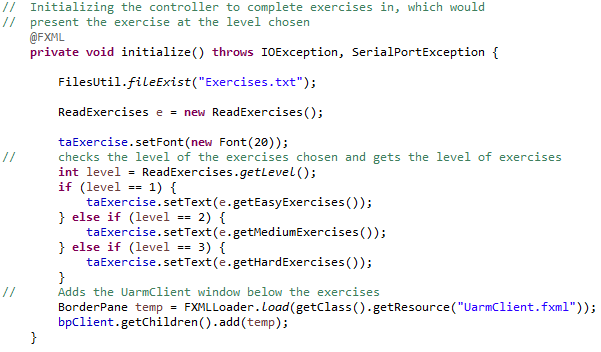 //  Initializing the controller to complete exercises in, which would
//  present the exercise at the level chosen
    @FXML
    private void initialize() throws IOException, SerialPortException {

        FilesUtil.fileExist("Exercises.txt");

        ReadExercises e = new ReadExercises();

        taExercise.setFont(new Font(20));
//      checks the level of the exercises chosen and gets the level of exercises
        int level = ReadExercises.getLevel();
        if (level == 1) {
            taExercise.setText(e.getEasyExercises());
        } else if (level == 2) {
            taExercise.setText(e.getMediumExercises());
        } else if (level == 3) {
            taExercise.setText(e.getHardExercises());
        }
//      Adds the UarmClient window below the exercises
        BorderPane temp = FXMLLoader.load(getClass().getResource("UarmClient.fxml"));
        bpClient.getChildren().add(temp);
    }